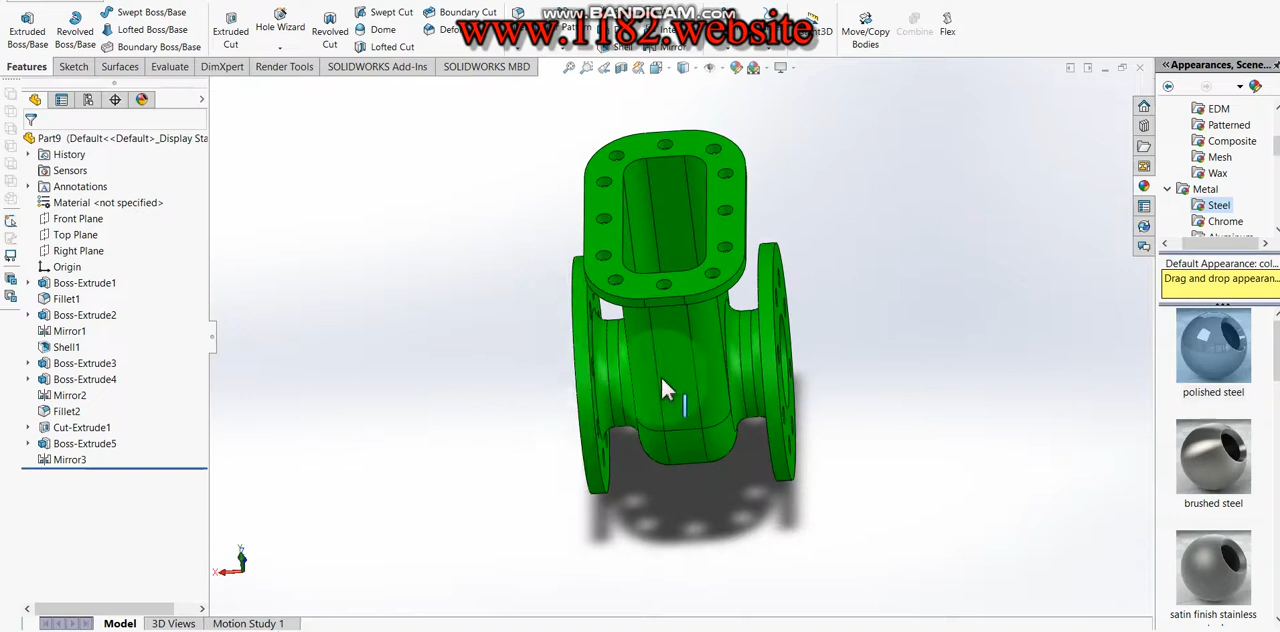 www.BANDICAM.com
www.1182.website
Extruded Boss/Base
Revolved Boss/Base
Swept Boss/Base
Lofted Boss/Base
Boundary Boss/Base
Extruded Cut
Hole Wizard
Revolved Cut
Swept Cut
Dome
Lofted Cut
Boundary Cut
Shell
Mirror
Move/Copy Bodies
Combine
Flex
Features
Sketch
Surfaces
Evaluate
DimXpert
Render Tools
SOLIDWORKS Add-Ins
SOLIDWORKS MBD
Part9 (Default<<Default>_Display Sta
History
Sensors
Annotations
Material <not specified>
Front Plane
Top Plane
Right Plane
Origin
Boss-Extrude1
Fillet1
Boss-Extrude2
Mirror1
Shell1
Boss-Extrude3
Boss-Extrude4
Mirror2
Fillet2
Cut-Extrude1
Boss-Extrude5
Mirror3
X
Y
Model
3D Views
Motion Study 1
Appearances, Scene...
EDM
Patterned
Composite
Mesh
Wax
Metal
Steel
Chrome
Default Appearance: col...
Drag and drop appearan...
polished steel
brushed steel
satin finish stainless